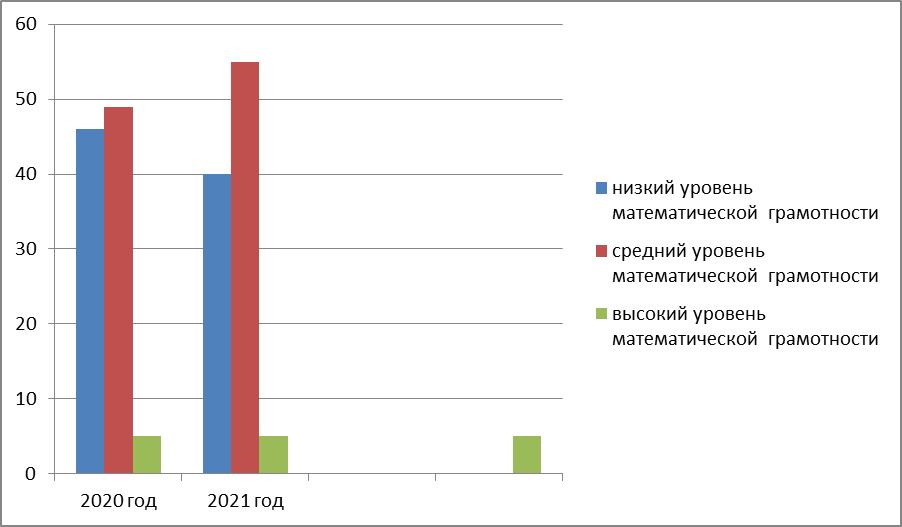 60
50
40
30
20
10
0
2020 год
2021 год
низкий уровень
математической грамотности
средний уровень
математической грамотности
высокий уровень
математической грамотности